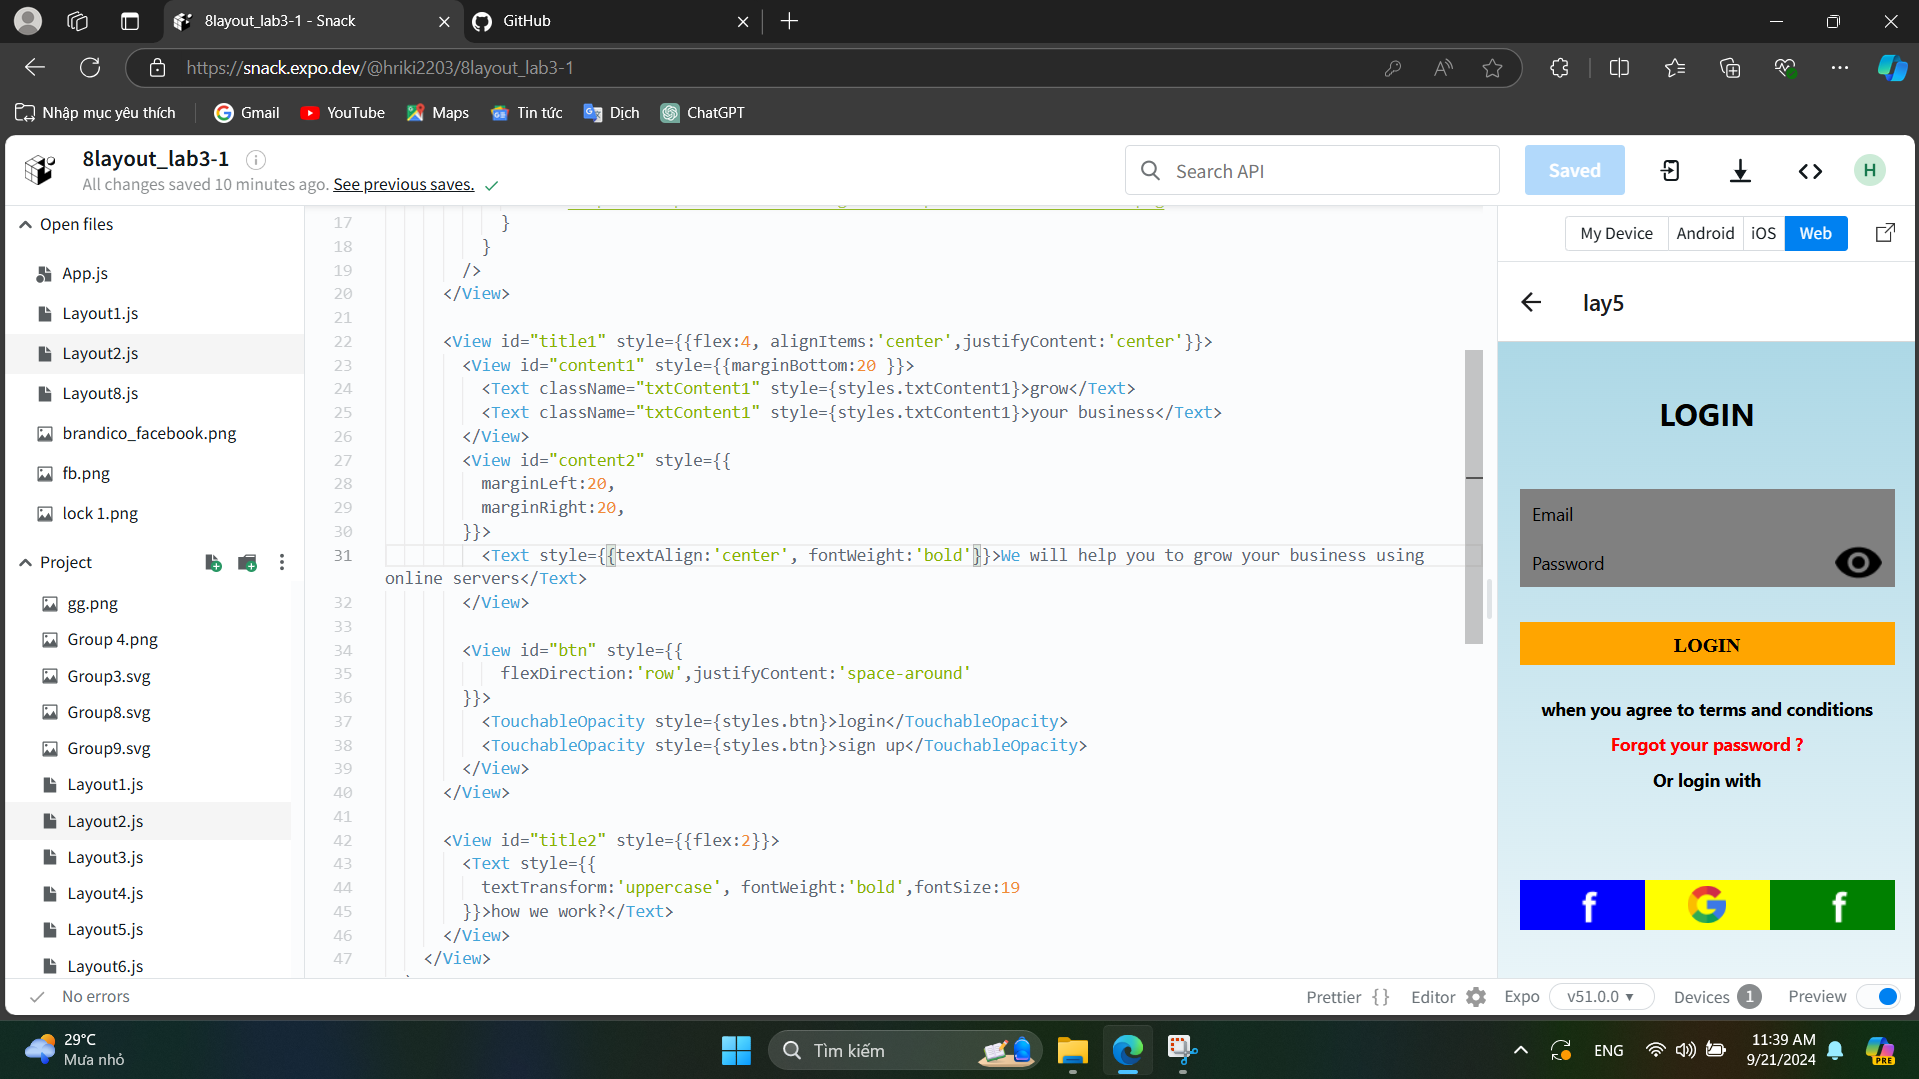 8layout_lab3-1 - Snack
GitHub
https://snack.expo.dev/@hriki2203/8layout_lab3-1
Nhập mục yêu thích
Gmail
YouTube
Maps
Tin tức
Dịch
ChatGPT
8layout_lab3-1
All changes saved 10 minutes ago. See previous saves.
Search API
Saved
H
Open files
App.js
Layout1.js
Layout2.js
Layout8.js
brandico_facebook.png
fb.png
lock 1.png
Project
gg.png
Group 4.png
Group3.svg
Group8.svg
Group9.svg
Layout1.js
Layout2.js
Layout3.js
Layout4.js
Layout5.js
Layout6.js
17 }
18 }
19 />
20 </View>
21
22 <View id="title1" style={{flex:4, alignItems:'center',justifyContent:'center'}}>
23 <View id="content1" style={{marginBottom:20 }}>
24 <Text className="txtContent1" style={styles.txtContent1}>grow</Text>
25 <Text className="txtContent1" style={styles.txtContent1}>your business</Text>
26 </View>
27 <View id="content2" style={{
28 marginLeft:20,
29 marginRight:20,
30 }}>
31 <Text style={{textAlign:'center', fontWeight:'bold'}}>We will help you to grow your business using
online servers</Text>
32 </View>
33
34 <View id="btn" style={{
35 flexDirection:'row',justifyContent:'space-around'
36 }}>
37 <TouchableOpacity style={styles.btn}>login</TouchableOpacity>
38 <TouchableOpacity style={styles.btn}>sign up</TouchableOpacity>
39 </View>
40 </View>
41
42 <View id="title2" style={{flex:2}}>
43 <Text style={{
44 textTransform:'uppercase', fontWeight:'bold',fontSize:19
45 }}>how we work?</Text>
46 </View>
47 </View>
My Device
Android
iOS
Web
lay5
LOGIN
Email
Password
LOGIN
when you agree to terms and conditions
Forgot your password ?
Or login with
f
G
f
No errors
Prettier { }
Editor
Expo
v51.0.0
Devices 1
Preview
29°C
Mưa nhỏ
Tìm kiếm
ENG
11:39 AM
9/21/2024
PRE